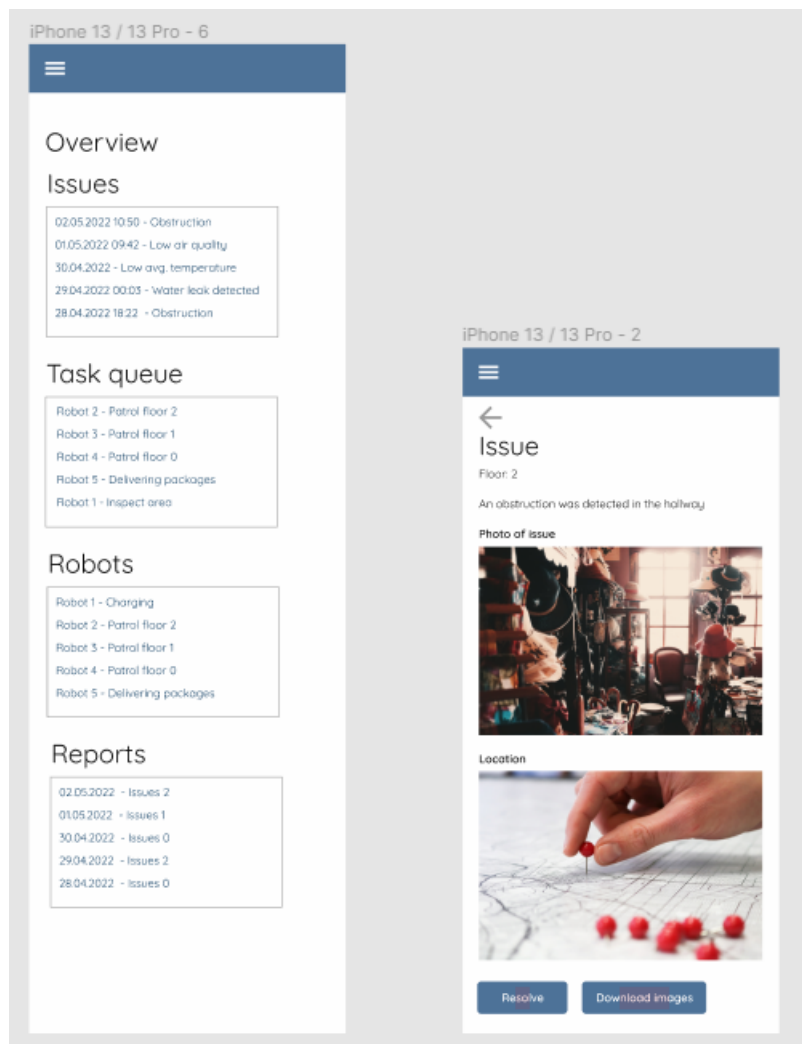 iPhone 13 / 13 Pro - 6
Overview
Issues
02.05.2022 10:50 - Obstruction
01.05.2022 09:42 - Low air quality
30.04.2022 - Low avg. temperature
29.04.2022 00:03 - Water leak detected
28.04.2022 18:22 - Obstruction
Task queue
Robot 2 - Patrol floor 2
Robot 3 - Patrol floor 1
Robot 4 - Patrol floor 0
Robot 5 - Delivering packages
Robot 1 - Inspect area
Robots
Robot 1 - Charging
Robot 2 - Patrol floor 2
Robot 3 - Patrol floor 1
Robot 4 - Patrol floor 0
Robot 5 - Delivering packages
Reports
02.05.2022 - Issues 2
01.05.2022 - Issues 1
30.04.2022 - Issues 0
29.04.2022 - Issues 2
28.04.2022 - Issues 0
iPhone 13 / 13 Pro - 2
Issue
Floor: 2
An obstruction was detected in the hallway
Photo of issue
Location
Resolve
Download images